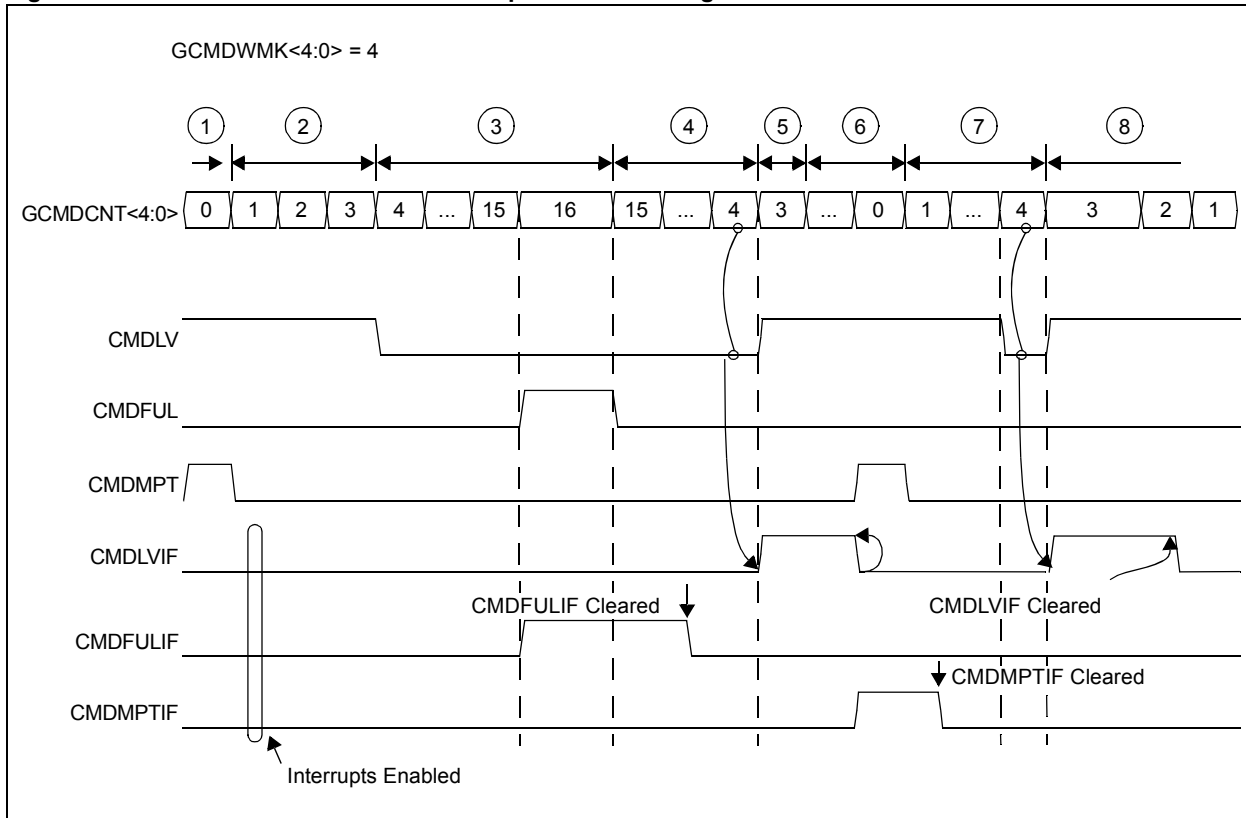 GCMDWMK<4:0> = 4
1 2 3 4 5 6 7 8
GCMDCNT<4:0> 0 1 2 3 4 ... 15 16 15 ... 4 3 ... 0 1 ... 4 3 2 1
CMDLV
CMDFUL
CMDMPT
CMDLVIF
CMDFULIF Cleared CMDLVIF Cleared
CMDFULIF
CMDMPTIF Cleared
CMDMPTIF
Interrupts Enabled